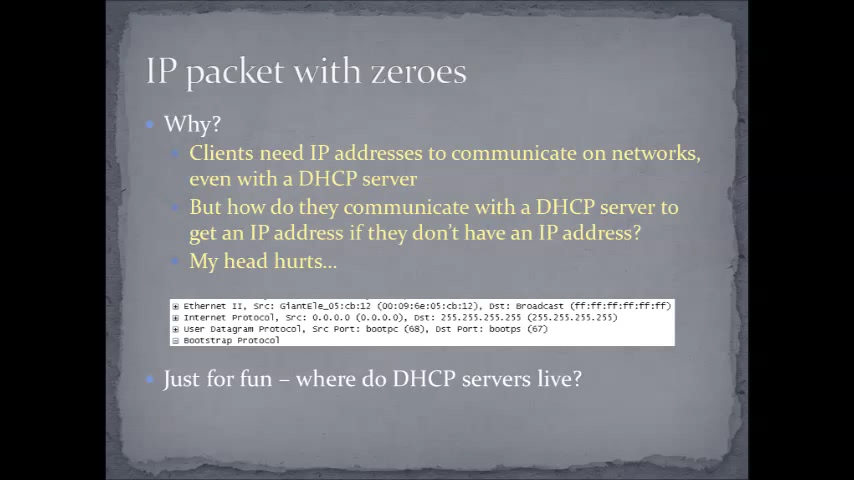 IP packet with zeroes
Why?
Clients need IP addresses to communicate on networks,
even with a DHCP server
But how do they communicate with a DHCP server to
get an IP address if they don't have an IP address?
My head hurts…
Ethernet II, Src: GiantEle_05:cb:12 (00:09:6e:05:cb:12), Dst: Broadcast (ff:ff:ff:ff:ff:ff)
Internet Protocol, Src: 0.0.0.0 (0.0.0.0), Dst: 255.255.255.255 (255.255.255.255)
User Datagram Protocol, Src Port: bootpc (68), Dst Port: bootps (67)
Bootstrap Protocol
Just for fun – where do DHCP servers live?